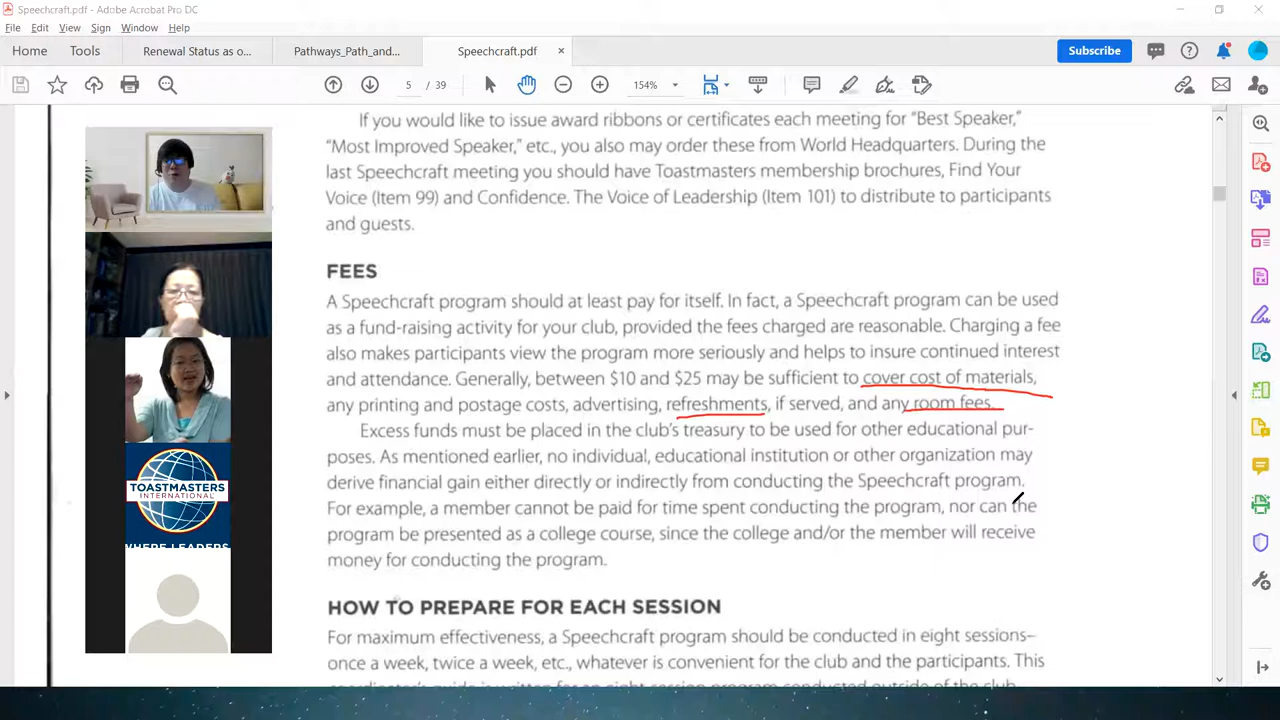 Speechcraft.pdf - Adobe Acrobat Pro DC
File Edit View Sign Window Help
Home Tools Renewal Status as o... Pathways_Path_and... Speechcraft.pdf × Subscribe
5 / 39 154%
If you would like to issue award ribbons or certificates each meeting for “Best Speaker,”
“Most Improved Speaker,” etc., you also may order these from World Headquarters. During the
last Speechcraft meeting you should have Toastmasters membership brochures, Find Your
Voice (Item 99) and Confidence. The Voice of Leadership (Item 101) to distribute to participants
and guests.
FEES
A Speechcraft program should at least pay for itself. In fact, a Speechcraft program can be used
as a fund-raising activity for your club, provided the fees charged are reasonable. Charging a fee
also makes participants view the program more seriously and helps to insure continued interest
and attendance. Generally, between $10 and $25 may be sufficient to cover cost of materials,
any printing and postage costs, advertising, refreshments, if served, and any room fees.
Excess funds must be placed in the club’s treasury to be used for other educational pur-
poses. As mentioned earlier, no individual, educational institution or other organization may
derive financial gain either directly or indirectly from conducting the Speechcraft program.
For example, a member cannot be paid for time spent conducting the program, nor can the
program be presented as a college course, since the college and/or the member will receive
money for conducting the program.
HOW TO PREPARE FOR EACH SESSION
For maximum effectiveness, a Speechcraft program should be conducted in eight sessions–
once a week, twice a week, etc., whatever is convenient for the club and the participants. This
TOASTMASTERS
INTERNATIONAL
WHERE LEADERS